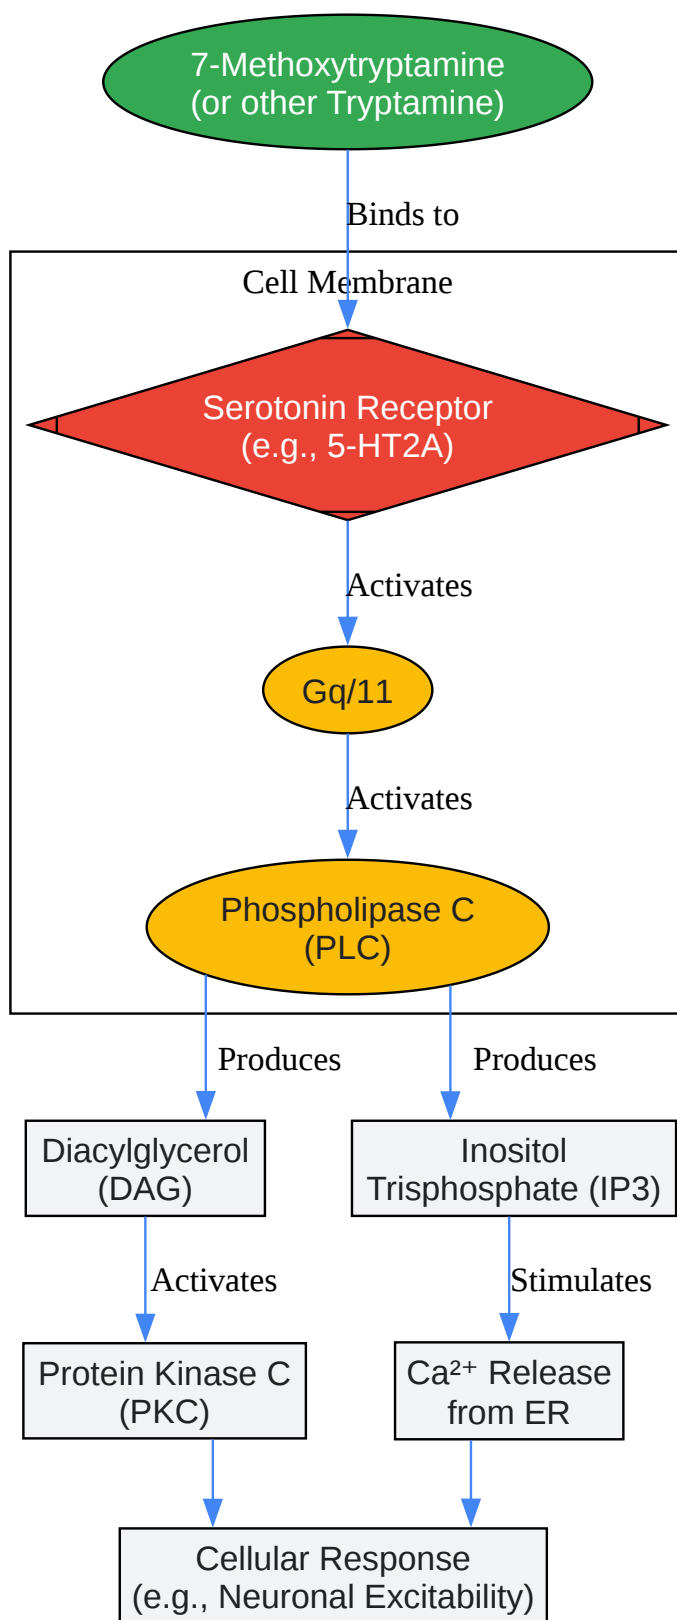 7-Methoxytryptamine
(or other Tryptamine)
Binds to
Cell Membrane
Serotonin Receptor
(e.g., 5-HT2A)
Activates
Gq/11
Activates
Phospholipase C
(PLC)
Produces
Produces
Diacylglycerol
(DAG)
Inositol
Trisphosphate (IP3)
Activates
Stimulates
Protein Kinase C
(PKC)
Ca²⁺ Release
from ER
Cellular Response
(e.g., Neuronal Excitability)